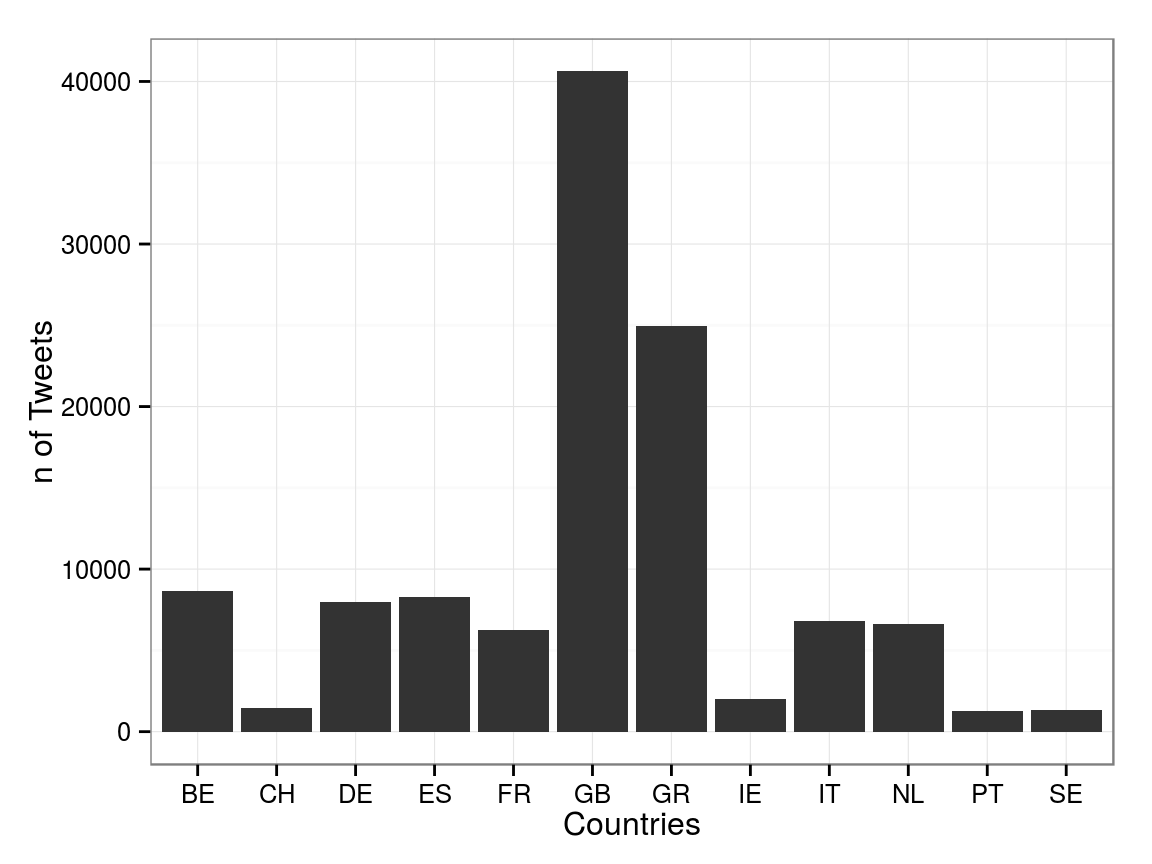 n of Tweets
40000
30000
20000
10000
0
BE CH DE ES FR GB GR IE IT NL PT SE
Countries